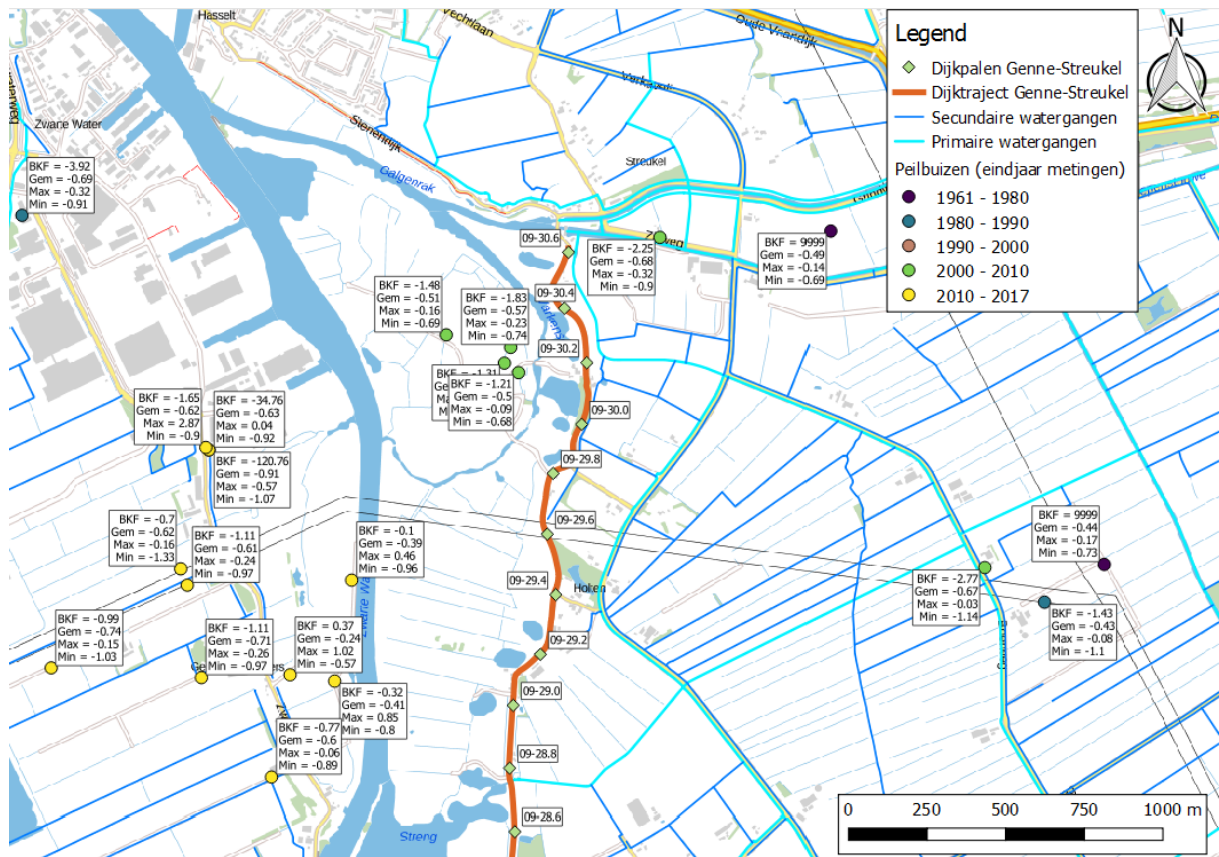 Hasselt
Vechtlaan
Oude Vaardijk
Zwarte Water
Stenendijk
Galgenrak
Streukel
Holten
Streng
BKF = -3.92
Gem = -0.69
Max = -0.32
Min = -0.91
BKF = -2.25
Gem = -0.68
Max = -0.32
Min = -0.9
BKF = 9999
Gem = -0.49
Max = -0.14
Min = -0.69
BKF = -1.48
Gem = -0.51
Max = -0.16
Min = -0.69
BKF = -1.83
Gem = -0.57
Max = -0.23
Min = -0.74
BKF = -1.21
Gem = -0.5
Max = -0.09
Min = -0.68
BKF = -1.65
Gem = -0.62
Max = 2.87
Min = -0.9
BKF = -34.76
Gem = -0.63
Max = 0.04
Min = -0.92
BKF = -120.76
Gem = -0.91
Max = -0.57
Min = -1.07
BKF = -0.7
Gem = -0.62
Max = -0.16
Min = -1.33
BKF = -1.11
Gem = -0.61
Max = -0.24
Min = -0.97
BKF = -0.1
Gem = -0.39
Max = 0.46
Min = -0.96
BKF = -0.99
Gem = -0.74
Max = -0.15
Min = -1.03
BKF = -1.11
Gem = -0.71
Max = -0.26
Min = -0.97
BKF = 0.37
Gem = -0.24
Max = 1.02
Min = -0.57
BKF = -0.32
Gem = -0.41
Max = 0.85
Min = -0.8
BKF = -0.77
Gem = -0.6
Max = -0.06
Min = -0.89
BKF = -2.77
Gem = -0.67
Max = -0.03
Min = -1.14
BKF = 9999
Gem = -0.44
Max = -0.17
Min = -0.73
BKF = -1.43
Gem = -0.43
Max = -0.08
Min = -1.1
09-30.6
09-30.4
09-30.2
09-30.0
09-29.8
09-29.6
09-29.4
09-29.2
09-29.0
09-28.8
09-28.6
Legend
Dijkpalen Genne-Streukel
Dijktraject Genne-Streukel
Secundaire watergangen
Primaire watergangen
Peilbuizen (eindjaar metingen)
1961 - 1980
1980 - 1990
1990 - 2000
2000 - 2010
2010 - 2017
N
0 250 500 750 1000 m